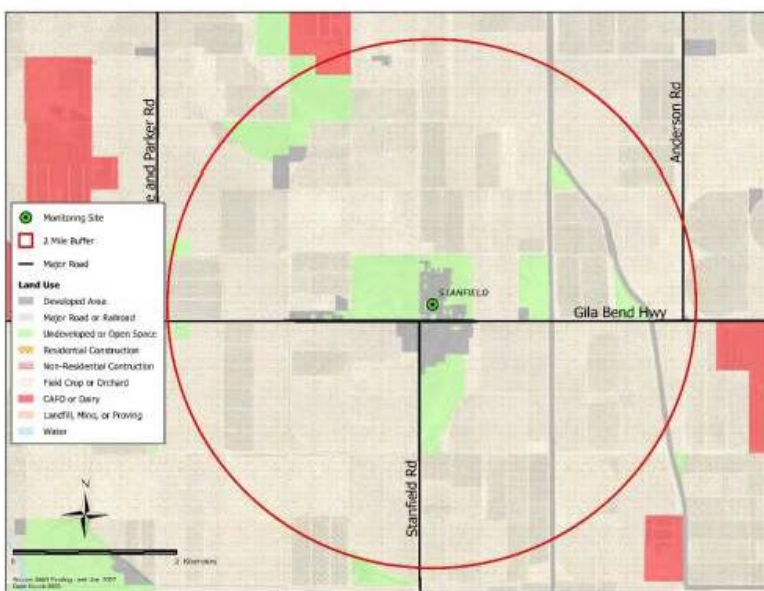 e and Parker Rd
Anderson Rd
Monitoring Site
2 Mile Buffer
Major Road
Land Use
Developed Area
Major Road or Railroad
Undeveloped or Open Space
Residential Construction
Non-Residential Contruction
Field Crop or Orchard
CAFO or Dairy
Landfill, Mine, or Proving
Water
STANFIELD
Gila Bend Hwy
Stanfield Rd
N
0
2 Kilometers